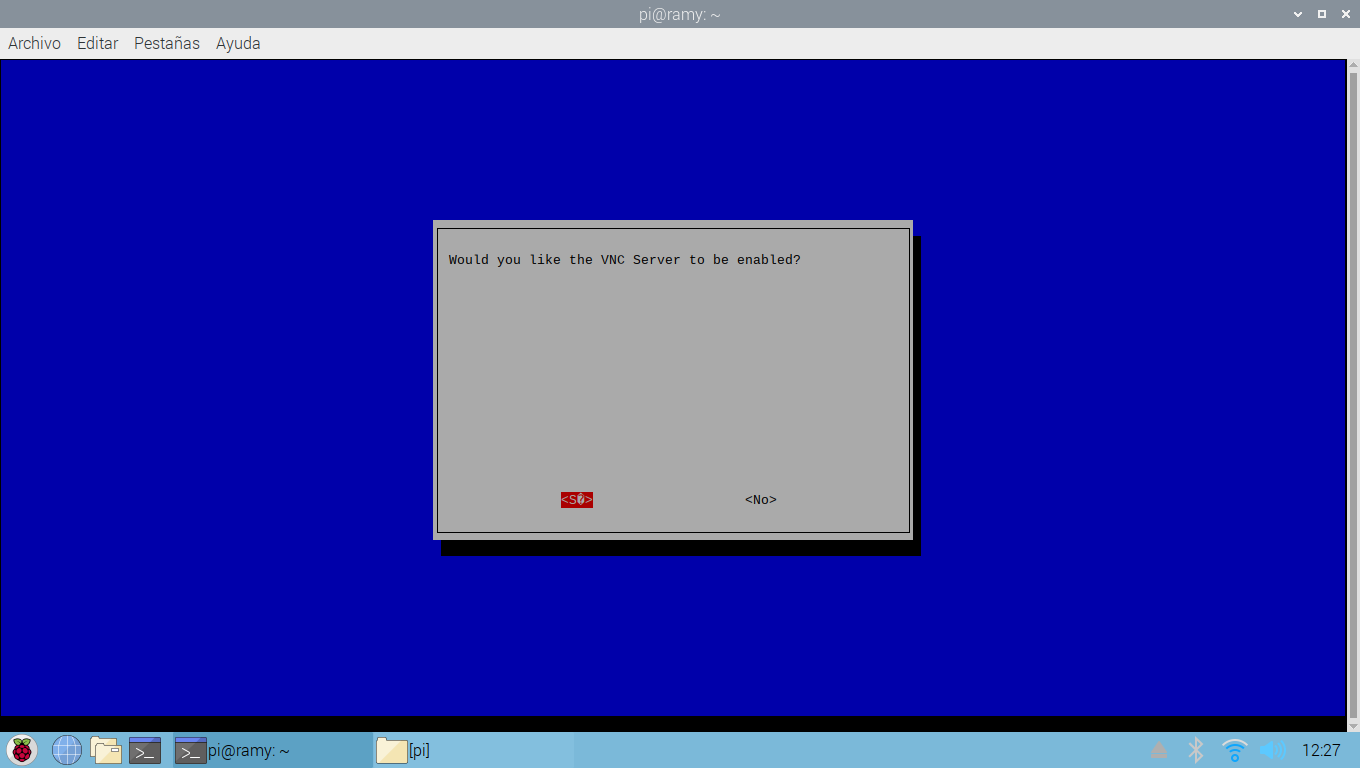 pi@ramy: ~
Archivo Editar Pestañas Ayuda
Would you like the VNC Server to be enabled?
<S�> <No>
pi@ramy: ~ [pi] 12:27